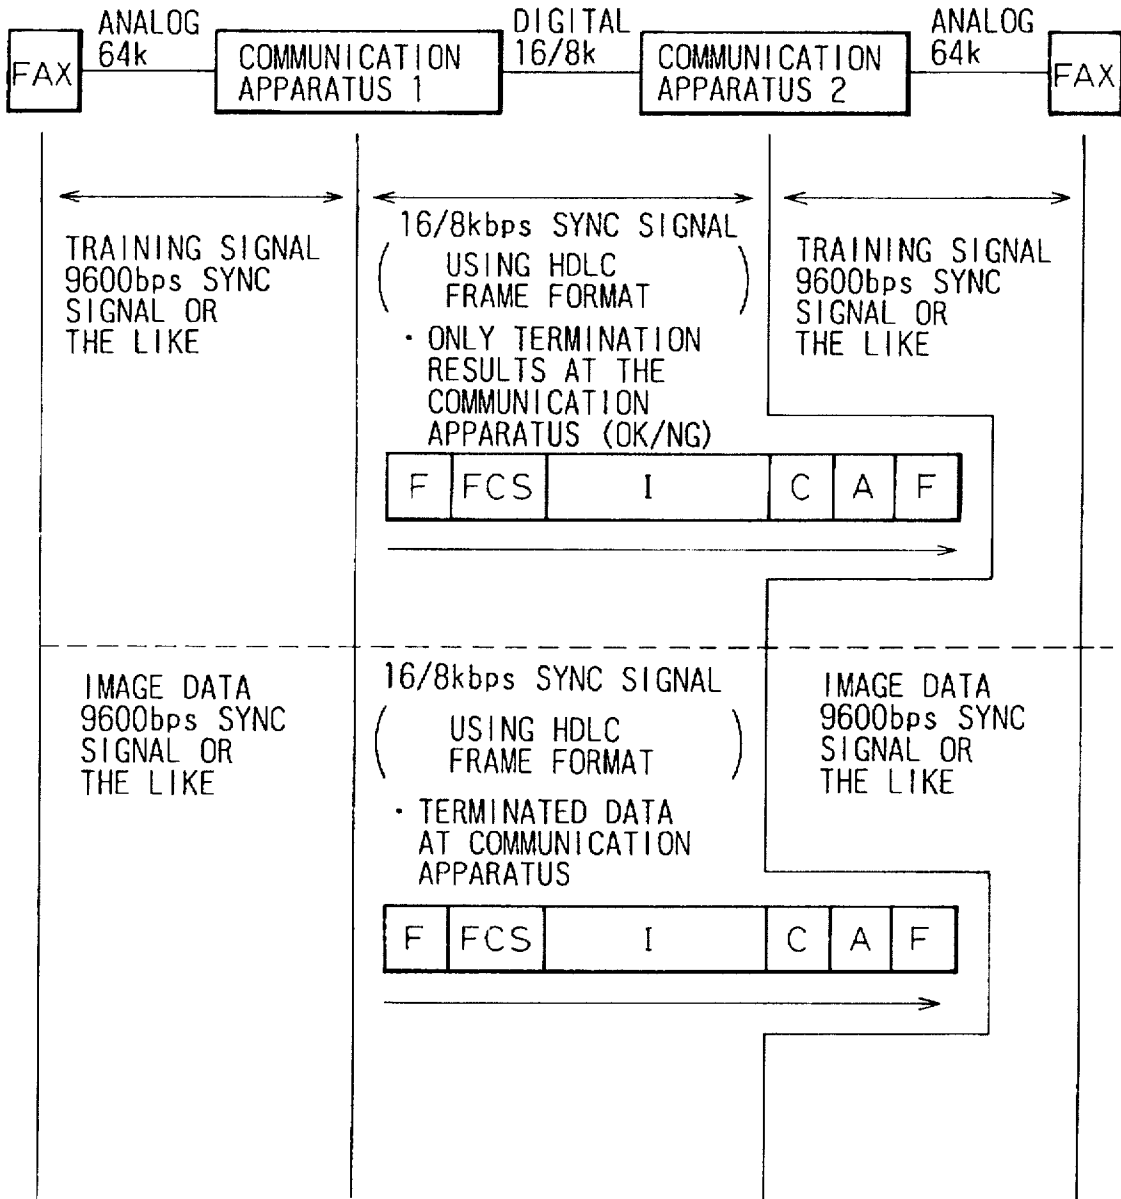 ANALOG
64k
DIGITAL
16/8k
ANALOG
64k
FAX
COMMUNICATION
APPARATUS 1
COMMUNICATION
APPARATUS 2
FAX
TRAINING SIGNAL
9600bps SYNC
SIGNAL OR
THE LIKE
16/8kbps SYNC SIGNAL
( USING HDLC
FRAME FORMAT )
· ONLY TERMINATION
RESULTS AT THE
COMMUNICATION
APPARATUS (OK/NG)
TRAINING SIGNAL
9600bps SYNC
SIGNAL OR
THE LIKE
F FCS I C A F
IMAGE DATA
9600bps SYNC
SIGNAL OR
THE LIKE
16/8kbps SYNC SIGNAL
( USING HDLC
FRAME FORMAT )
· TERMINATED DATA
AT COMMUNICATION
APPARATUS
IMAGE DATA
9600bps SYNC
SIGNAL OR
THE LIKE
F FCS I C A F